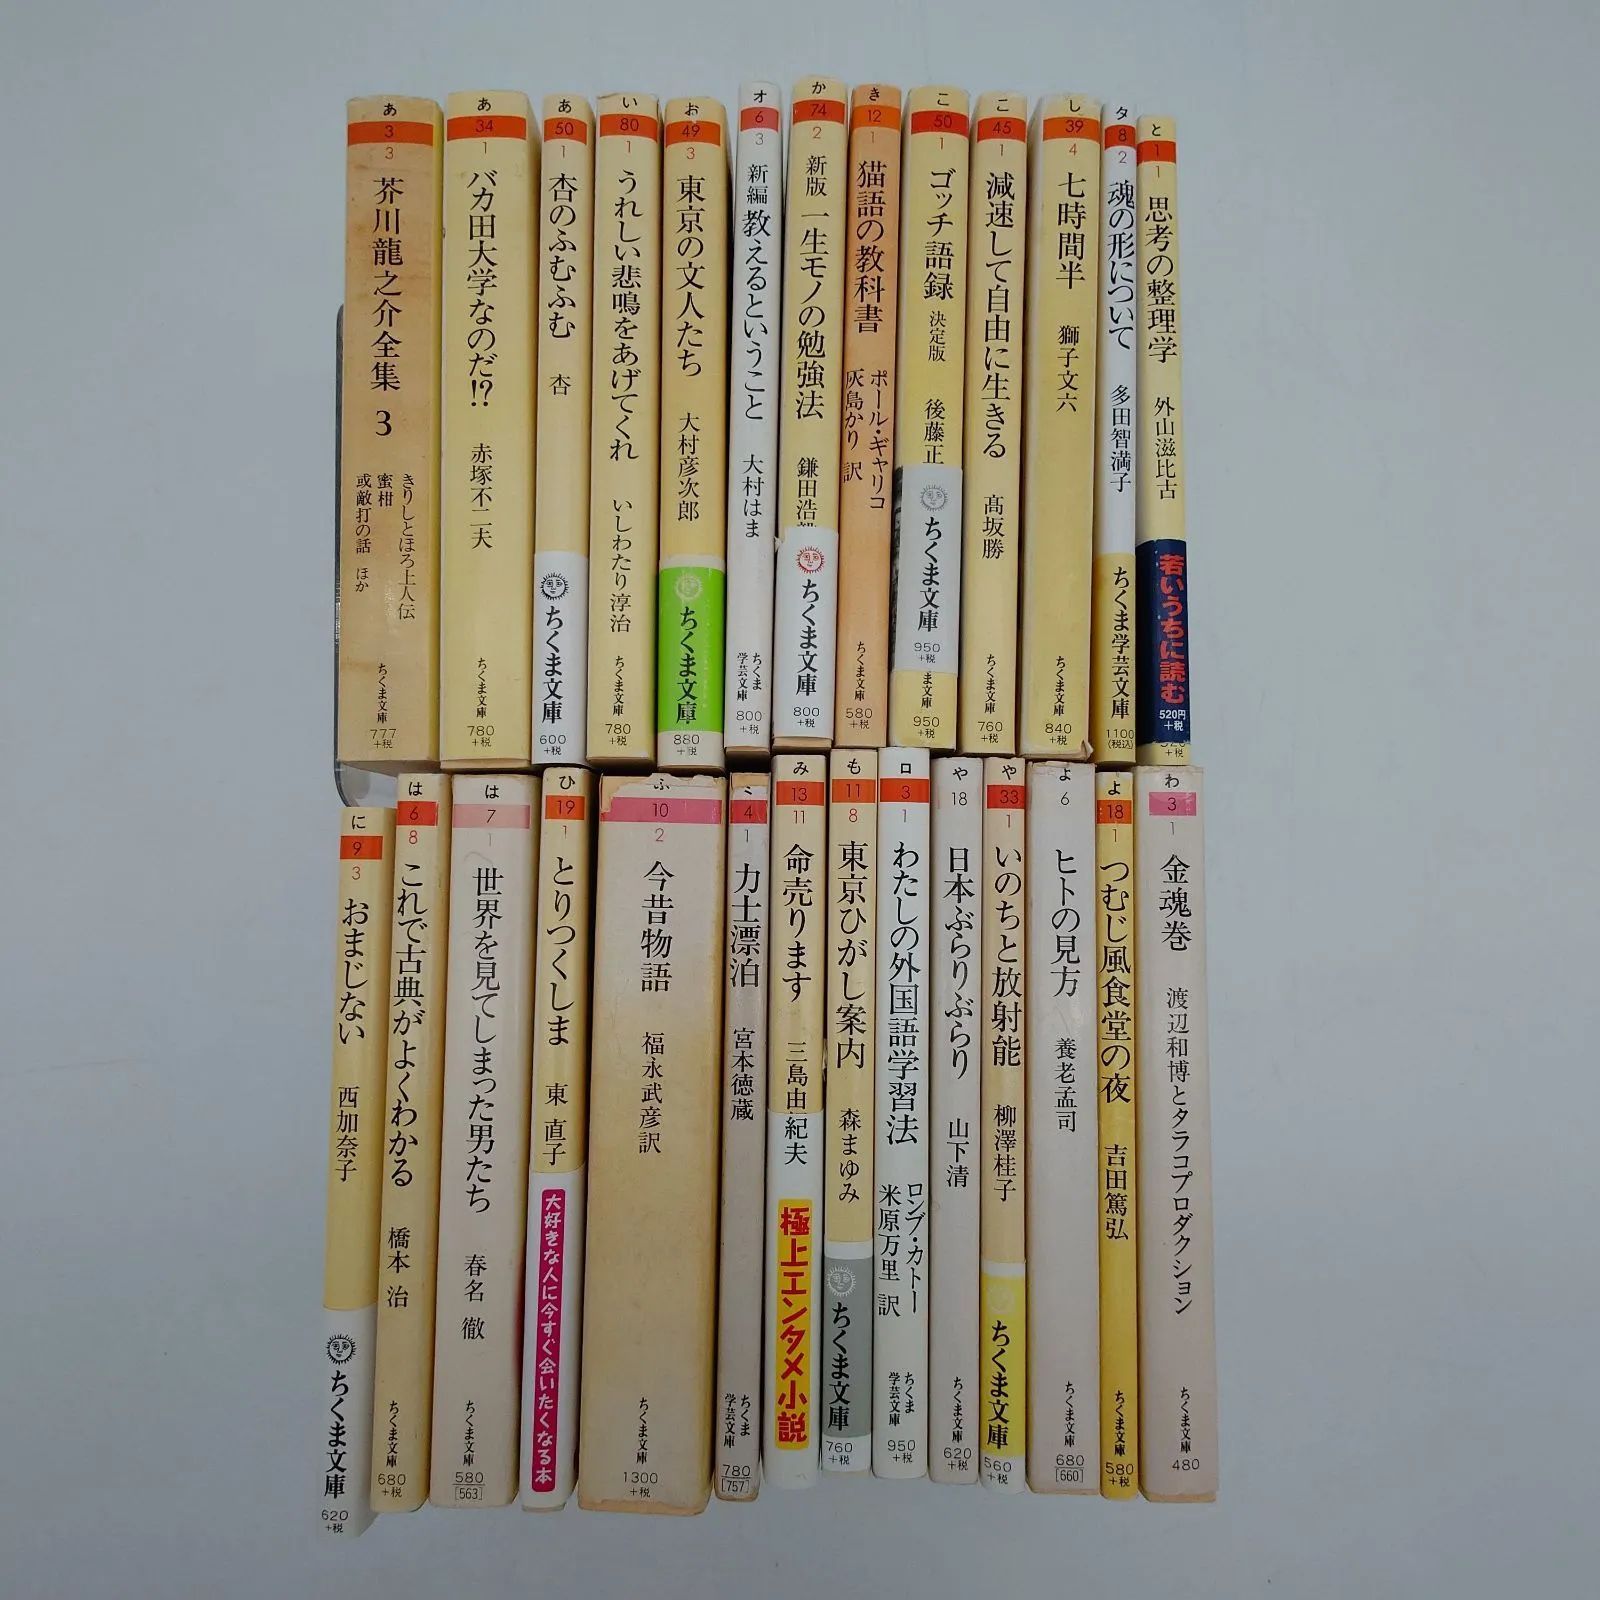 あ
3
3
芥川龍之介全集 3
きりしとほろ上人伝
蜜柑
或敵打の話 ほか
ちくま文庫
777
+税
あ
34
1
バカ田大学なのだ!?
赤塚不二夫
ちくま文庫
780
+税
あ
50
1
杏のふむふむ
杏
ちくま文庫
600
+税
い
80
1
うれしい悲鳴をあげてくれ
いしわたり淳治
ちくま文庫
780
+税
お
49
3
東京の文人たち
大村彦次郎
ちくま文庫
880
+税
オ
6
3
新編 教えるということ
大村はま
ちくま
学芸文庫
800
+税
か
74
2
新版 一生モノの勉強法
鎌田浩
ちくま文庫
800
+税
き
12
1
猫語の教科書
ポール・ギャリコ
灰島かり 訳
ちくま文庫
580
+税
こ
50
1
ゴッチ語録 決定版
後藤正
ちくま文庫
950
+税
ま文庫
950
+税
こ
45
1
減速して自由に生きる
髙坂勝
ちくま文庫
760
+税
し
39
4
七時間半
獅子文六
ちくま文庫
840
+税
タ
8
2
魂の形について
多田智満子
ちくま学芸文庫
1100
(税込)
と
1
1
思考の整理学
外山滋比古
若いうちに読む
520円
+税
520
+税
に
9
3
おまじない
西加奈子
ちくま文庫
620
+税
は
6
8
これで古典がよくわかる
橋本 治
ちくま文庫
680
+税
は
7
1
世界を見てしまった男たち
春名 徹
ちくま文庫
580
[563]
ひ
19
1
とりつくしま
東 直子
大好きな人に今すぐ会いたくなる本
ふ
10
2
今昔物語
福永武彦訳
ちくま文庫
1300
+税
ミ
4
1
力士漂泊
宮本徳蔵
ちくま
学芸文庫
780
[757]
み
13
11
命売ります
三島由紀夫
極上エンタメ小説
も
11
8
東京ひがし案内
森まゆみ
ちくま文庫
760
+税
ロ
3
1
わたしの外国語学習法
ロンブ・カトー
米原万里 訳
ちくま
学芸文庫
950
+税
や
18
日本ぶらりぶらり
山下清
ちくま文庫
620
+税
や
33
1
いのちと放射能
柳澤桂子
ちくま文庫
560
+税
よ
6
ヒトの見方
養老孟司
ちくま文庫
680
[660]
よ
18
1
つむじ風食堂の夜
吉田篤弘
ちくま文庫
580
+税
わ
3
1
金魂巻
渡辺和博とタラコプロダクション
ちくま文庫
480